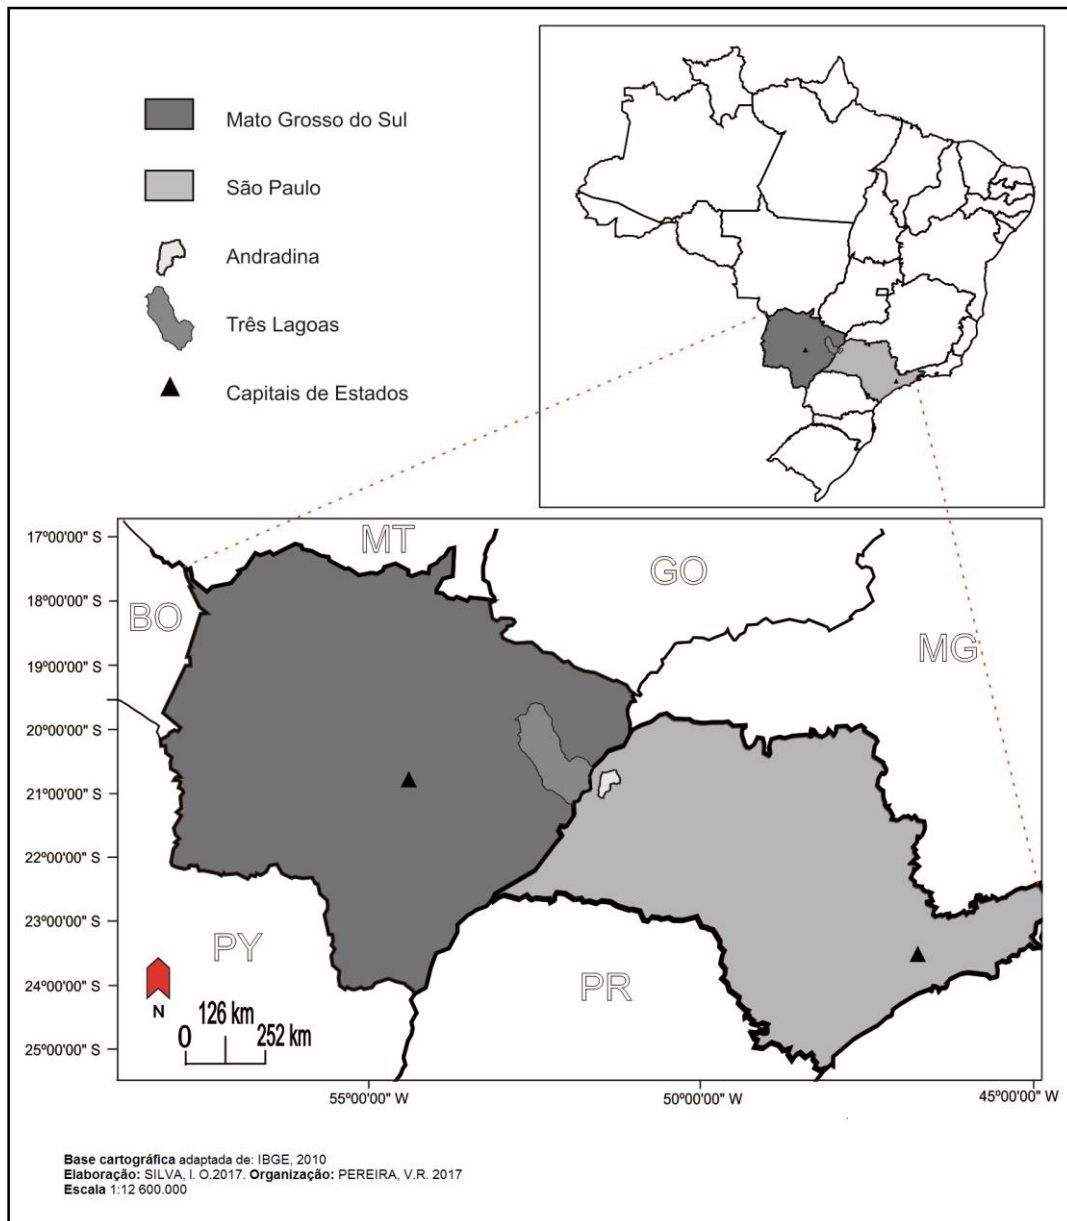 Mato Grosso do Sul
São Paulo
Andradina
Três Lagoas
Capitais de Estados
17º00'00" S
18º00'00" S
19º00'00" S
20º00'00" S
21º00'00" S
22º00'00" S
23º00'00" S
24º00'00" S
25º00'00" S
MT
GO
BO
MG
PY
PR
N
0 126 km 252 km
55º00'00" W
50º00'00" W
45º00'00" W
Base cartográfica adaptada de: IBGE, 2010
Elaboração: SILVA, I. O.2017. Organização: PEREIRA, V.R. 2017
Escala 1:12 600.000